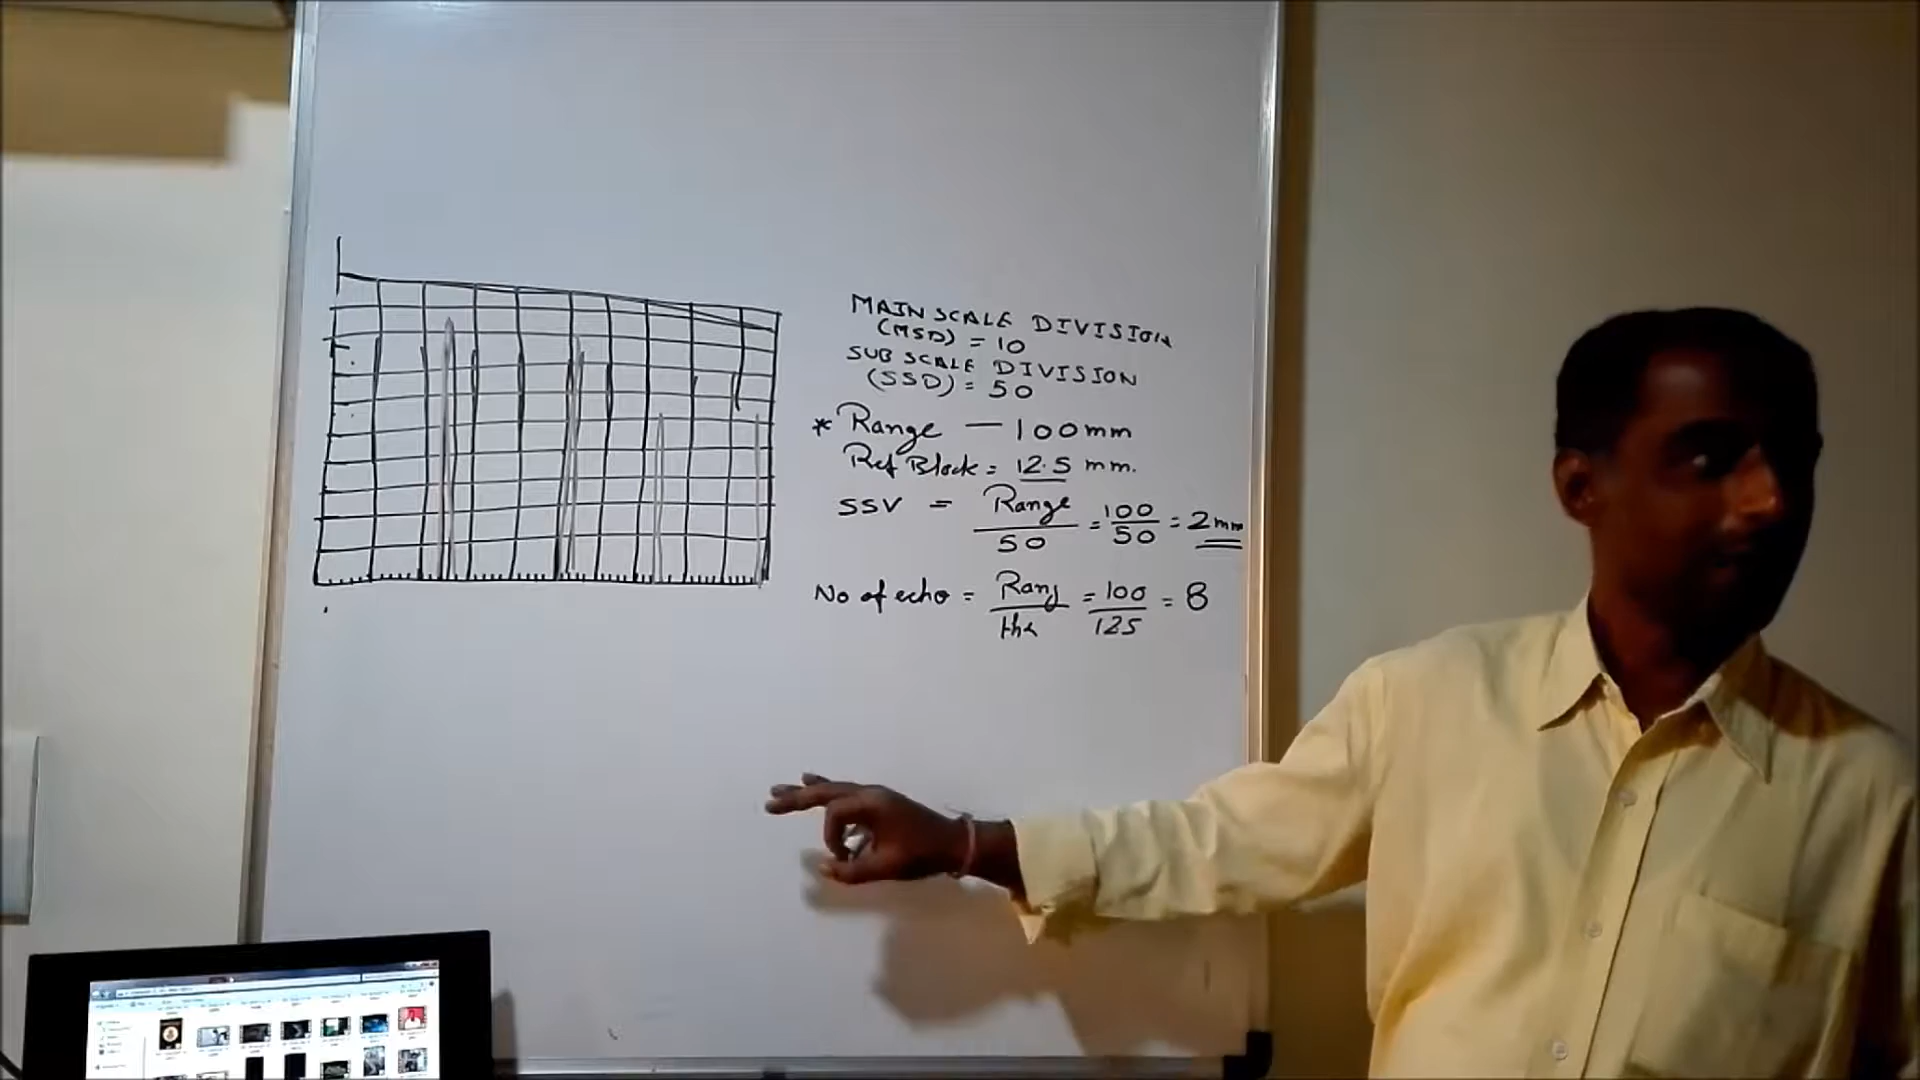 MAIN SCALE DIVISION
(MSD) = 10
SUB SCALE DIVISION
(SSD) = 50
* Range — 100mm
Ref Block = 12.5 mm.
SSV = Range/50 = 100/50 = 2mm
No of echo = Rang/thk = 100/125 = 8